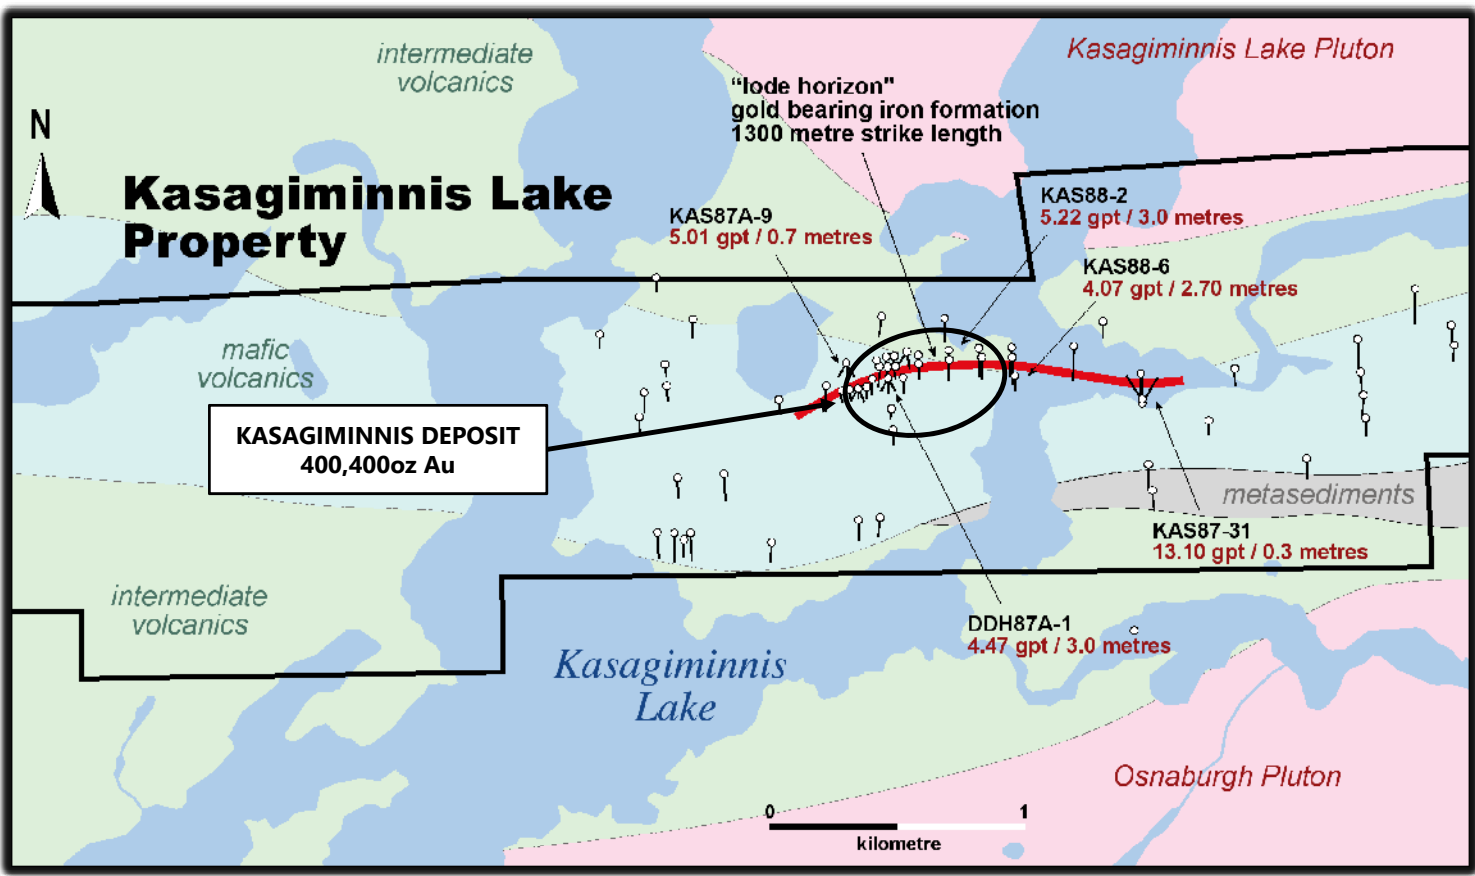 intermediate
volcanics
Kasagiminnis Lake Pluton
“lode horizon"
gold bearing iron formation
1300 metre strike length
N
Kasagiminnis Lake
Property
KAS87A-9
5.01 gpt / 0.7 metres
KAS88-2
5.22 gpt / 3.0 metres
KAS88-6
4.07 gpt / 2.70 metres
mafic
volcanics
KASAGIMINNIS DEPOSIT
400,400oz Au
metasediments
KAS87-31
13.10 gpt / 0.3 metres
intermediate
volcanics
DDH87A-1
4.47 gpt / 3.0 metres
Kasagiminnis
Lake
Osnaburgh Pluton
0 1
kilometre